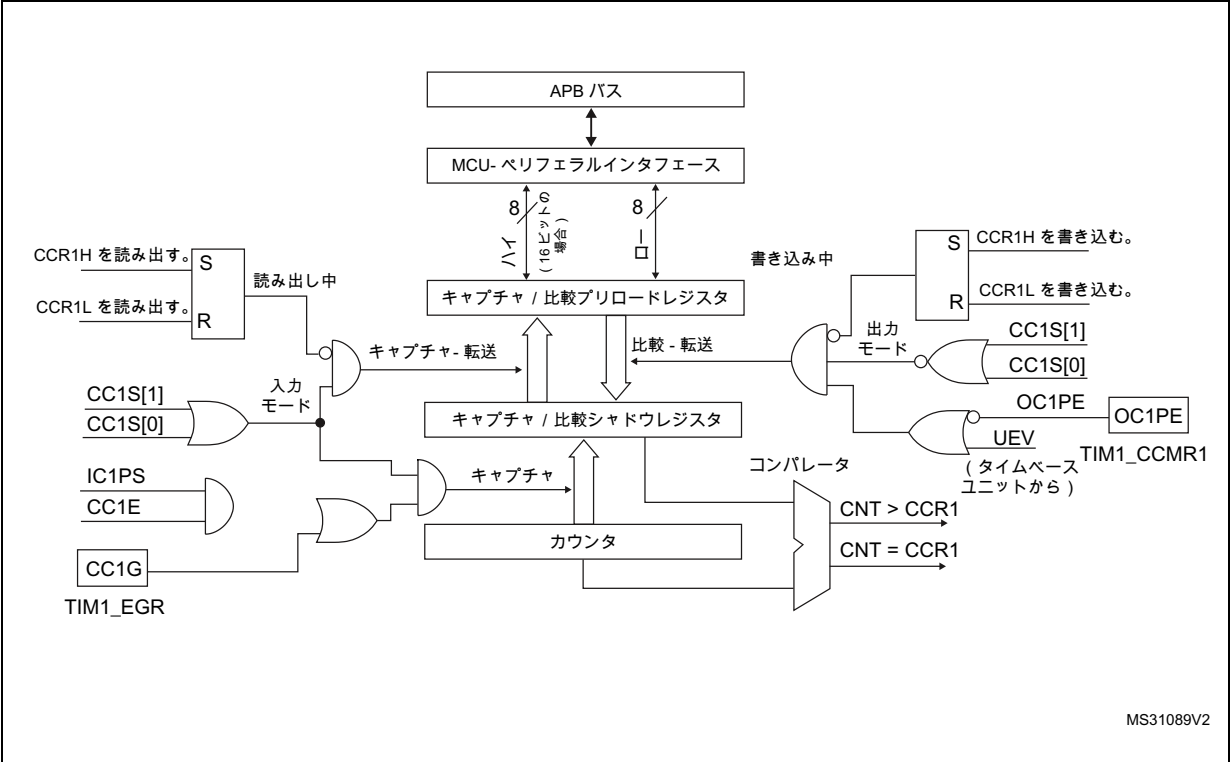 APB バス
MCU- ペリフェラルインタフェース
8
ハイ
( 16 ビットの
場合 )
8
ロー
CCR1H を読み出す。
S
CCR1L を読み出す。
R
読み出し中
書き込み中
S
CCR1H を書き込む。
R
CCR1L を書き込む。
キャプチャ / 比較プリロードレジスタ
キャプチャ - 転送
比較 - 転送
出力
モード
CC1S[1]
CC1S[0]
入力
モード
CC1S[1]
CC1S[0]
キャプチャ / 比較シャドウレジスタ
OC1PE
OC1PE
UEV
TIM1_CCMR1
( タイムベース
ユニットから )
IC1PS
CC1E
キャプチャ
コンパレータ
CNT > CCR1
カウンタ
CNT = CCR1
CC1G
TIM1_EGR
MS31089V2